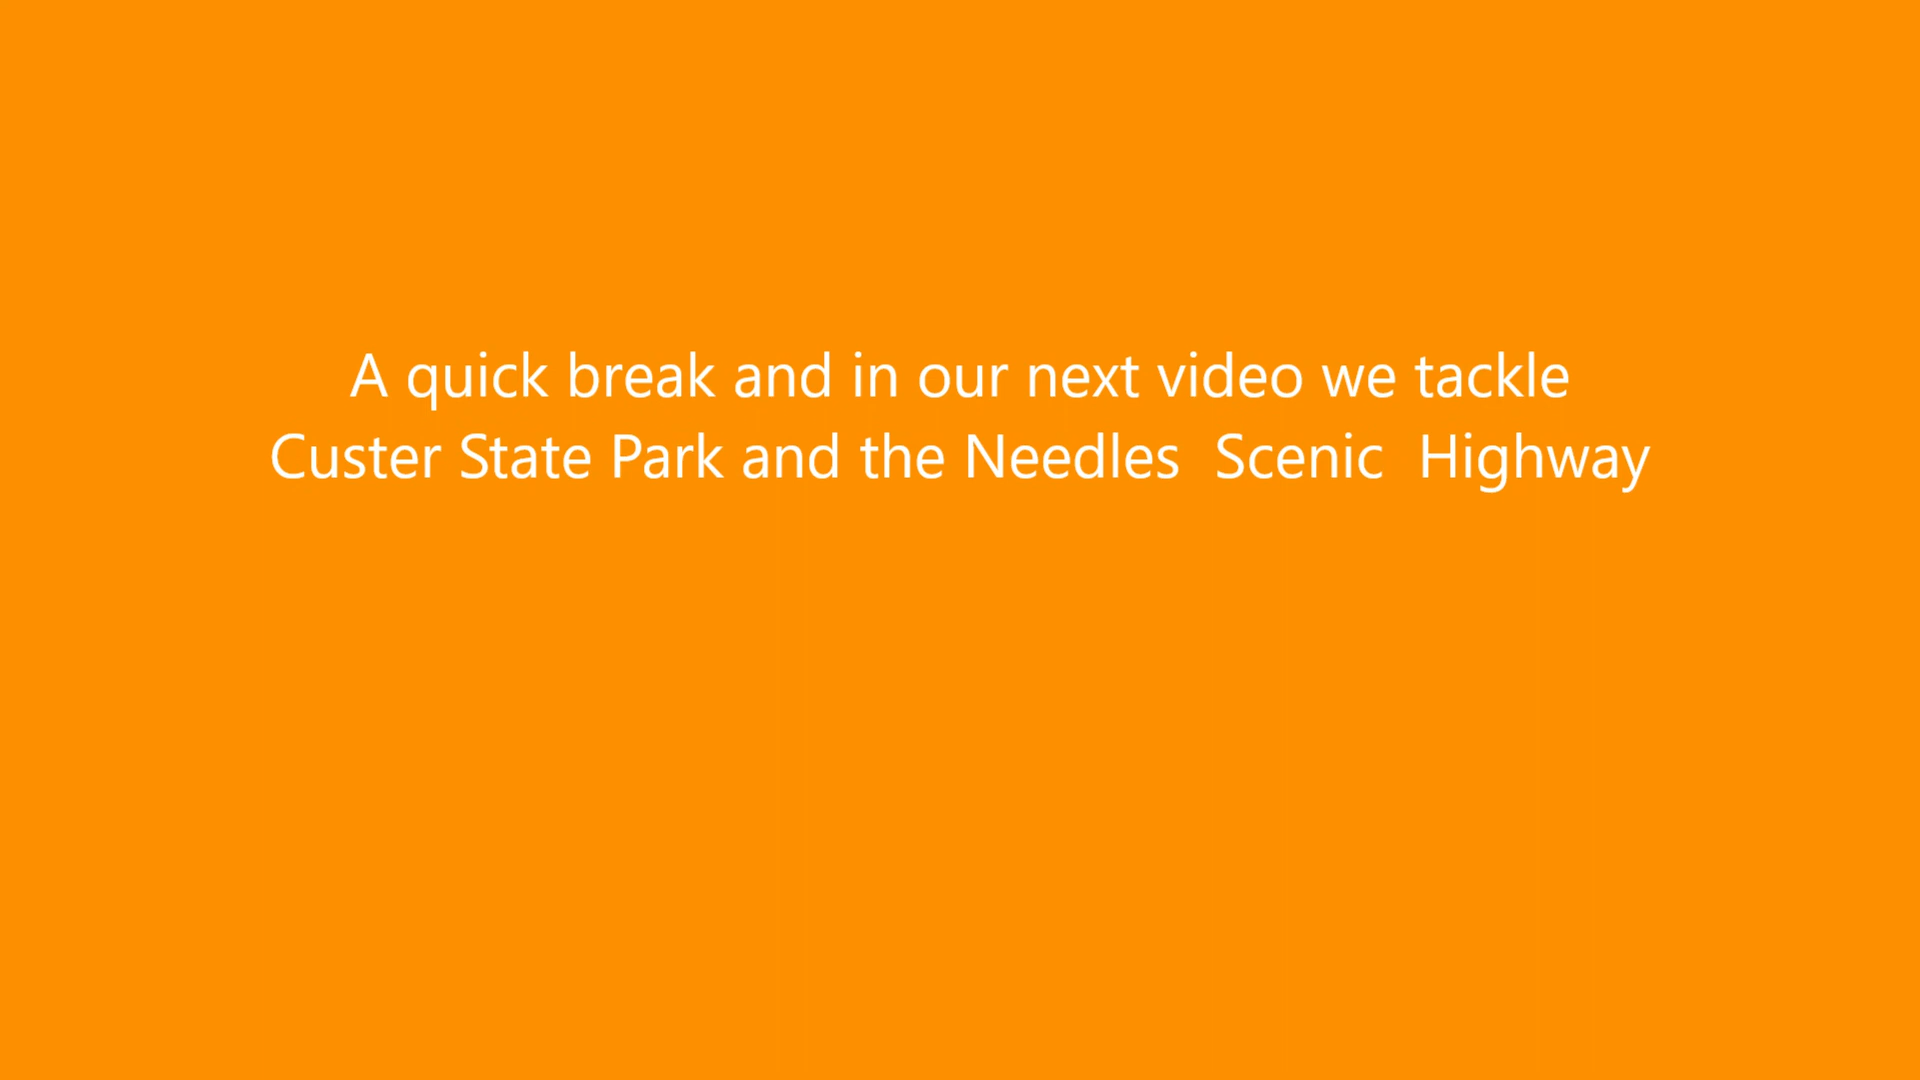 A quick break and in our next video we tackle
Custer State Park and the Needles  Scenic  Highway